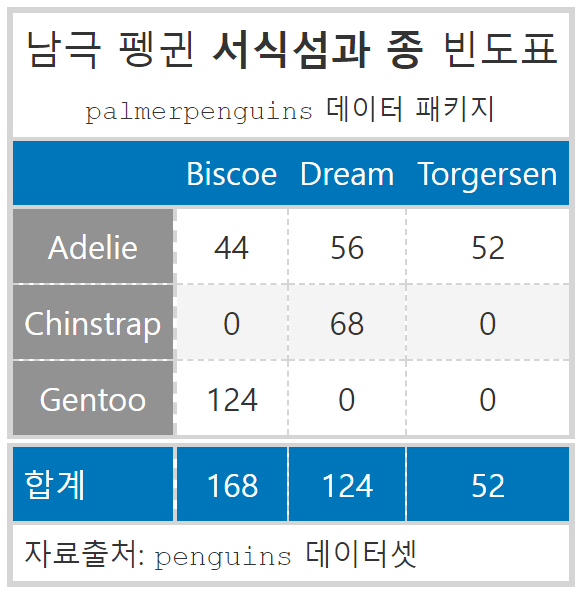 남극 펭귄 서식섬과 종 빈도표
palmerpenguins 데이터 패키지
Biscoe Dream Torgersen
Adelie 44 56 52
Chinstrap 0 68 0
Gentoo 124 0 0
합계 168 124 52
자료출처: penguins 데이터셋